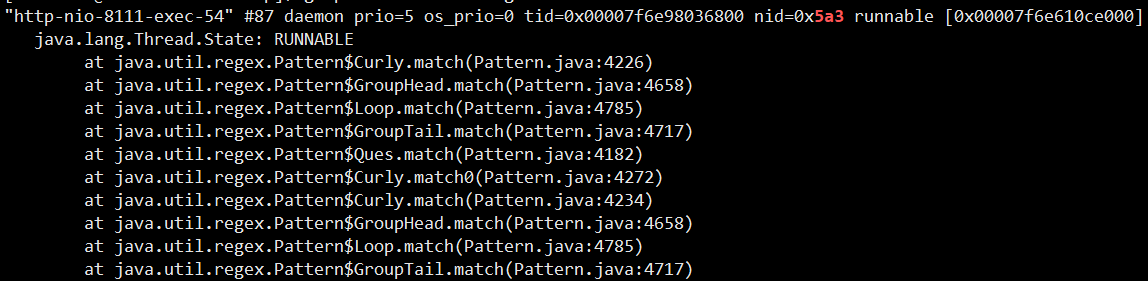 "http-nio-8111-exec-54" #87 daemon prio=5 os_prio=0 tid=0x00007f6e98036800 nid=0x5a3 runnable [0x00007f6e610ce000]
java.lang.Thread.State: RUNNABLE
at java.util.regex.Pattern$Curly.match(Pattern.java:4226)
at java.util.regex.Pattern$GroupHead.match(Pattern.java:4658)
at java.util.regex.Pattern$Loop.match(Pattern.java:4785)
at java.util.regex.Pattern$GroupTail.match(Pattern.java:4717)
at java.util.regex.Pattern$Ques.match(Pattern.java:4182)
at java.util.regex.Pattern$Curly.match0(Pattern.java:4272)
at java.util.regex.Pattern$Curly.match(Pattern.java:4234)
at java.util.regex.Pattern$GroupHead.match(Pattern.java:4658)
at java.util.regex.Pattern$Loop.match(Pattern.java:4785)
at java.util.regex.Pattern$GroupTail.match(Pattern.java:4717)